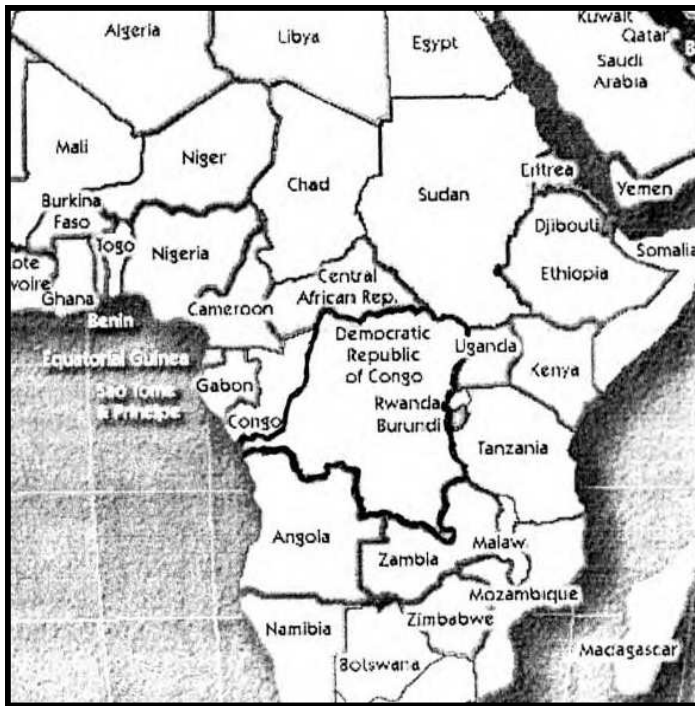 Kuwait
Qatar
Saudi
Arabia
Algeria
Libya
Egypt
Mali
Niger
Chad
Sudan
Eritrea
Yemen
Burkina
Faso
Togo
Nigeria
Djibouti
Somalia
Ethiopia
Ghana
Cameroon
Central
African Rep.
Benin
Equatorial Guinea
Sao Tome
& Principe
Gabon
Congo
Democratic
Republic
of Congo
Uganda
Kenya
Rwanda
Burundi
Tanzania
Angola
Zambia
Malaw
Mozambique
Zimbabwe
Namibia
Botswana
Madagascar